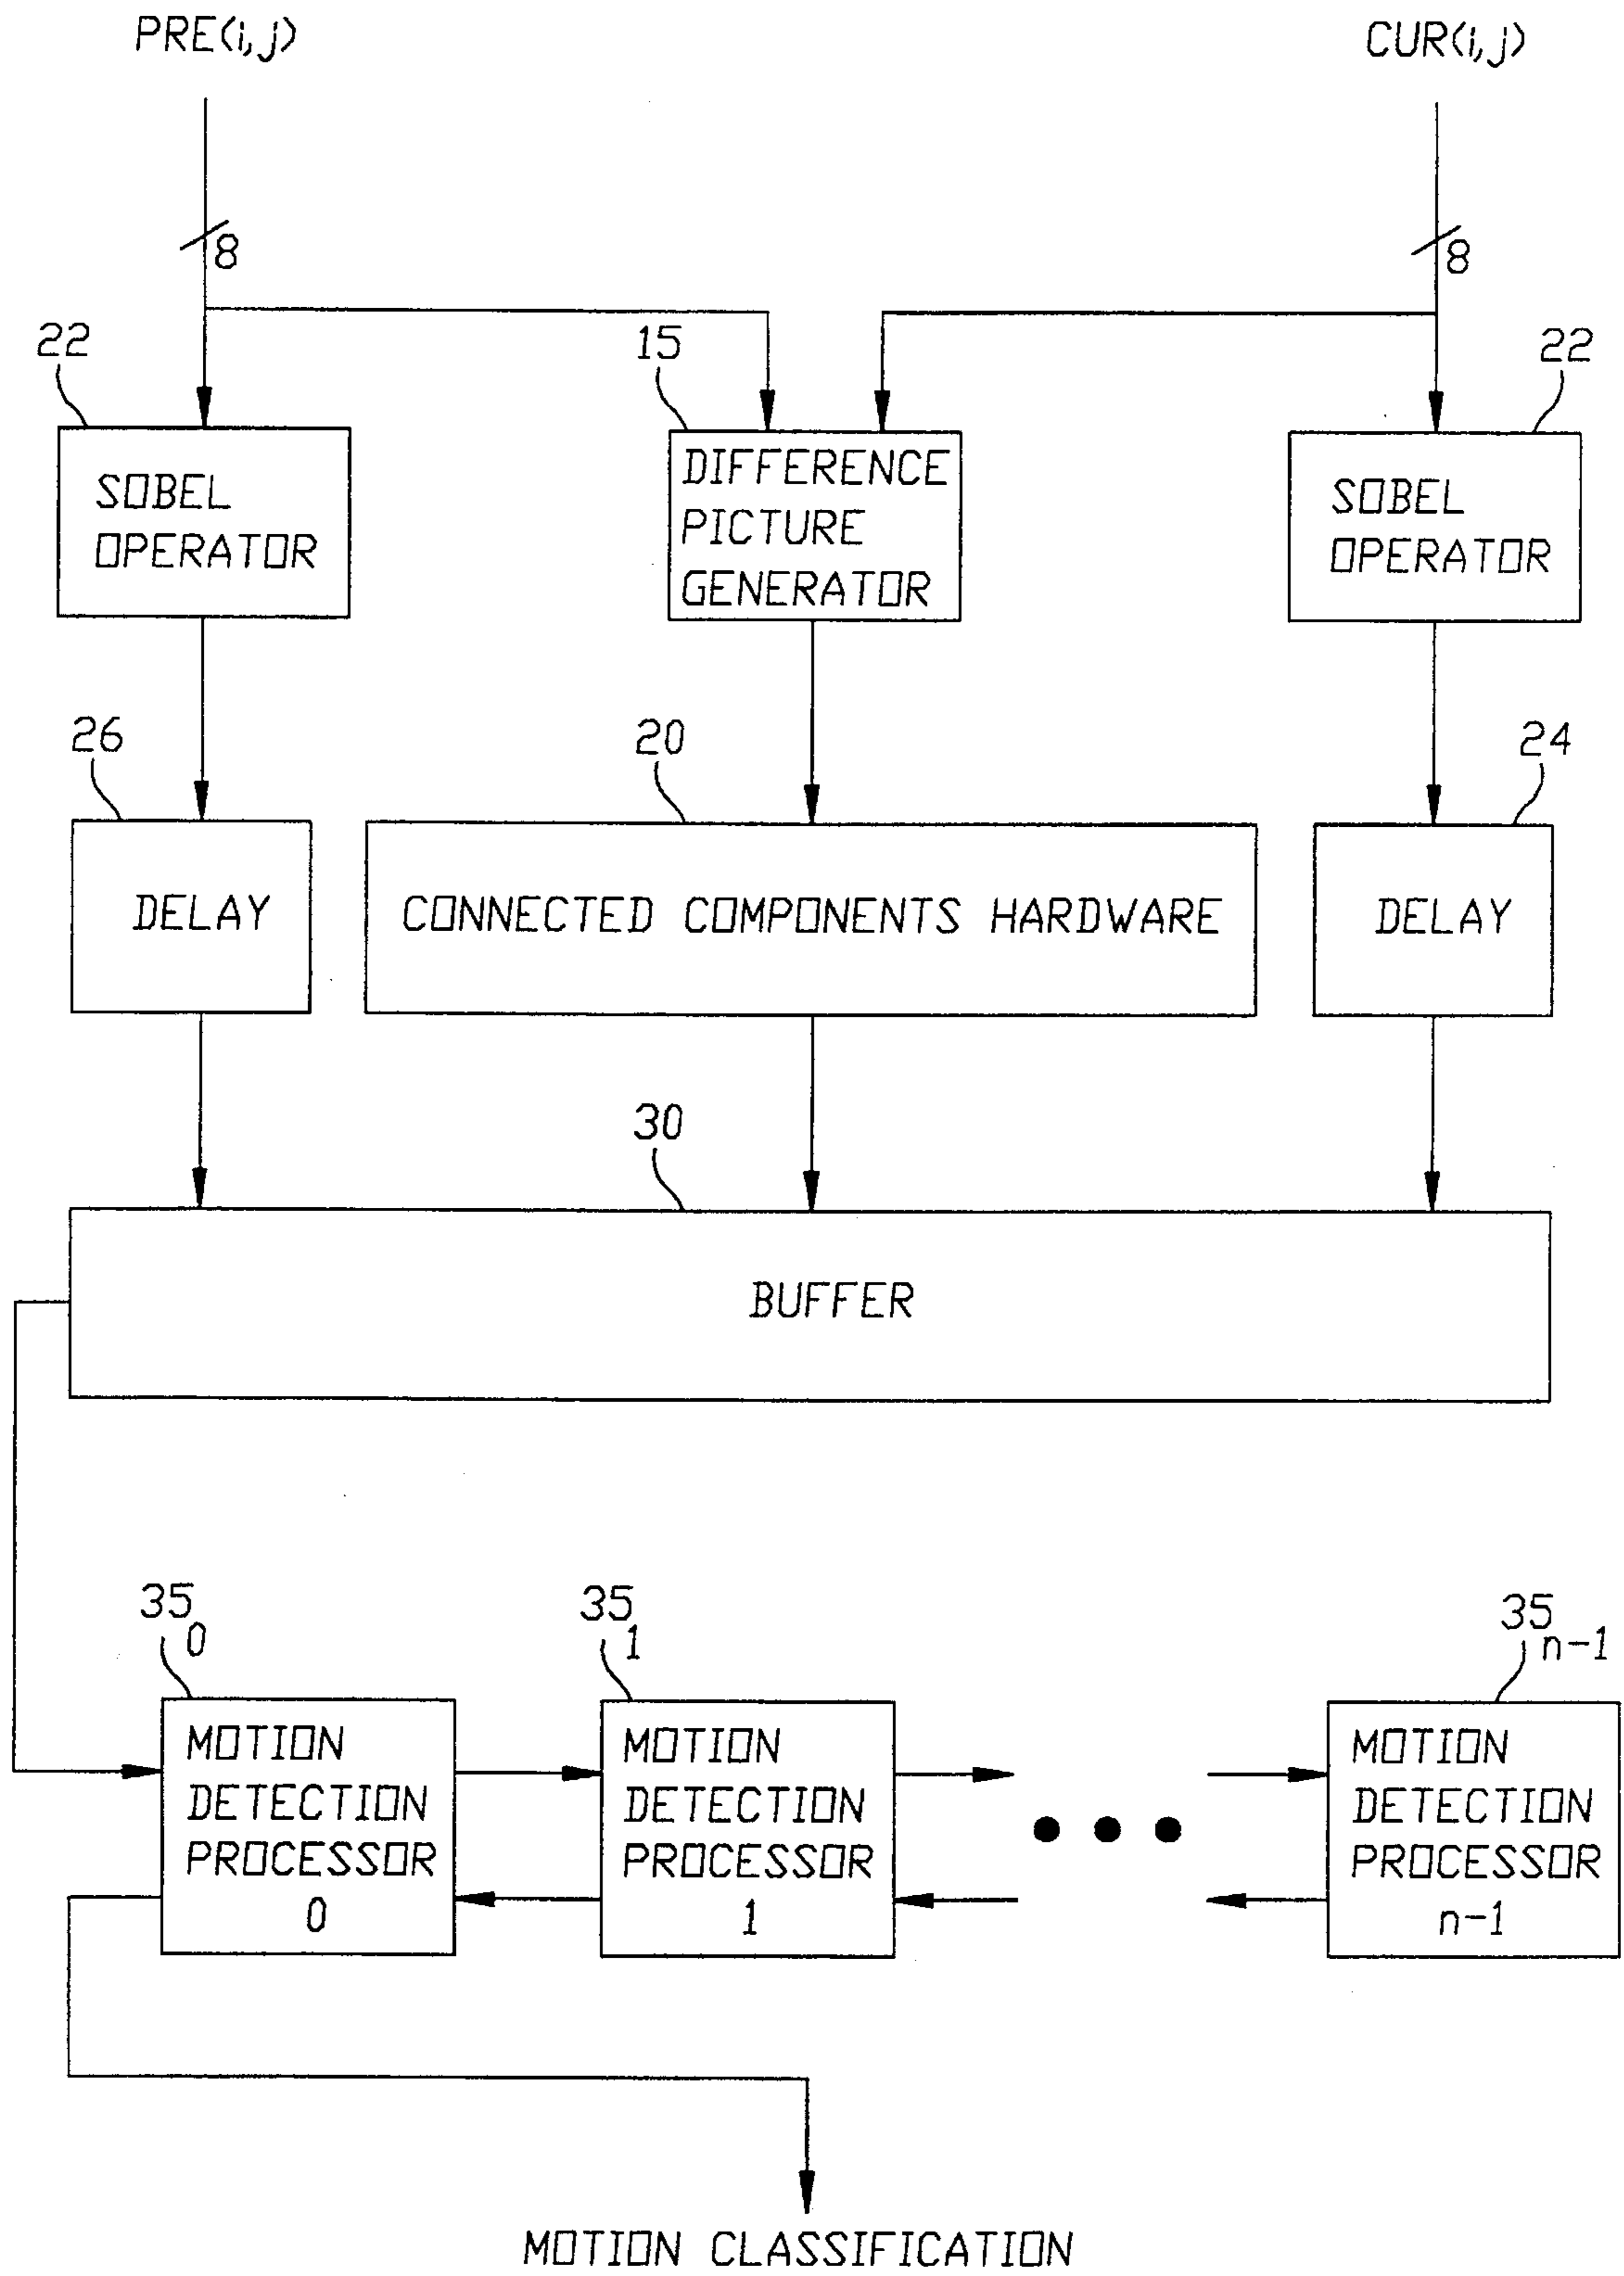 PRE(i,j)
CUR(i,j)
8
8
22
15
22
SOBEL
OPERATOR
DIFFERENCE
PICTURE
GENERATOR
SOBEL
OPERATOR
26
20
24
DELAY
CONNECTED COMPONENTS HARDWARE
DELAY
30
BUFFER
35 0
35 1
35 n-1
MOTION
DETECTION
PROCESSOR
0
MOTION
DETECTION
PROCESSOR
1
MOTION
DETECTION
PROCESSOR
n-1
MOTION CLASSIFICATION